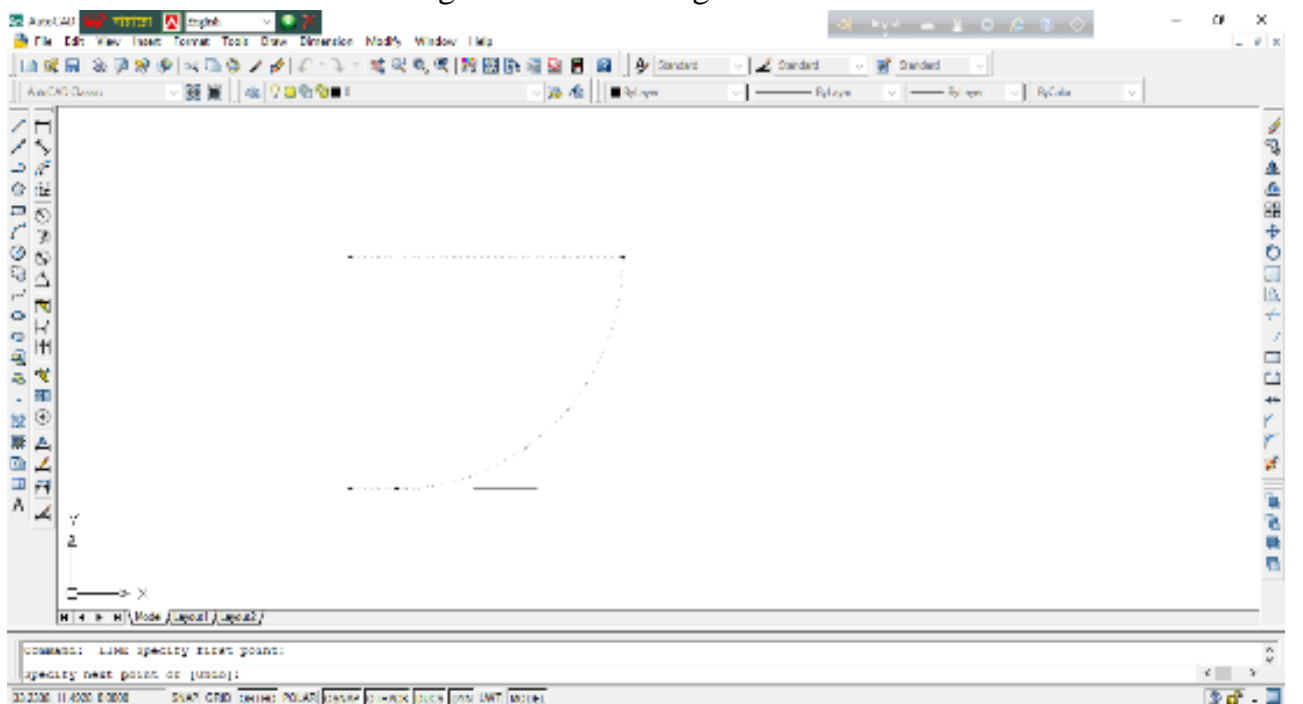 AutoCAD English
File Edit View Insert Format Tools Draw Dimension Modify Window Help
Standard Standard Standard
AutoCAD Classic 0 ByLayer ByLayer ByLayer ByColor
A
Y
X
Model Layout1 Layout2
Command: LINE Specify first point:
Specify next point or [Undo]:
SNAP GRID ORTHO POLAR OSNAP OTRACK DUCS DYN LWT MODEL